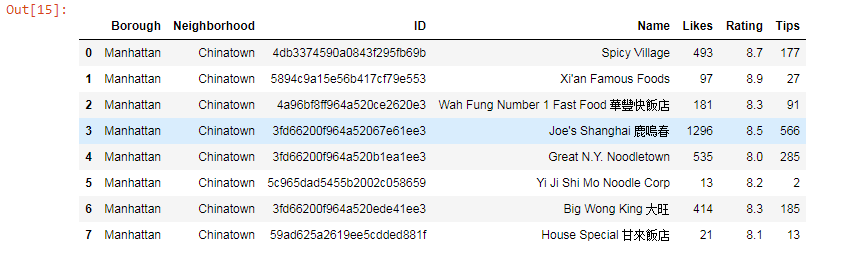 Out[15]:
Borough Neighborhood ID Name Likes Rating Tips
0 Manhattan Chinatown 4db3374590a0843f295fb69b Spicy Village 493 8.7 177
1 Manhattan Chinatown 5894c9a15e56b417cf79e553 Xi'an Famous Foods 97 8.9 27
2 Manhattan Chinatown 4a96bf8ff964a520ce2620e3 Wah Fung Number 1 Fast Food 華豐快飯店 181 8.3 91
3 Manhattan Chinatown 3fd66200f964a52067e61ee3 Joe's Shanghai 鹿鳴春 1296 8.5 566
4 Manhattan Chinatown 3fd66200f964a520b1ea1ee3 Great N.Y. Noodletown 535 8.0 285
5 Manhattan Chinatown 5c965dad5455b2002c058659 Yi Ji Shi Mo Noodle Corp 13 8.2 2
6 Manhattan Chinatown 3fd66200f964a520ede41ee3 Big Wong King 大旺 414 8.3 185
7 Manhattan Chinatown 59ad625a2619ee5cdded881f House Special 甘來飯店 21 8.1 13